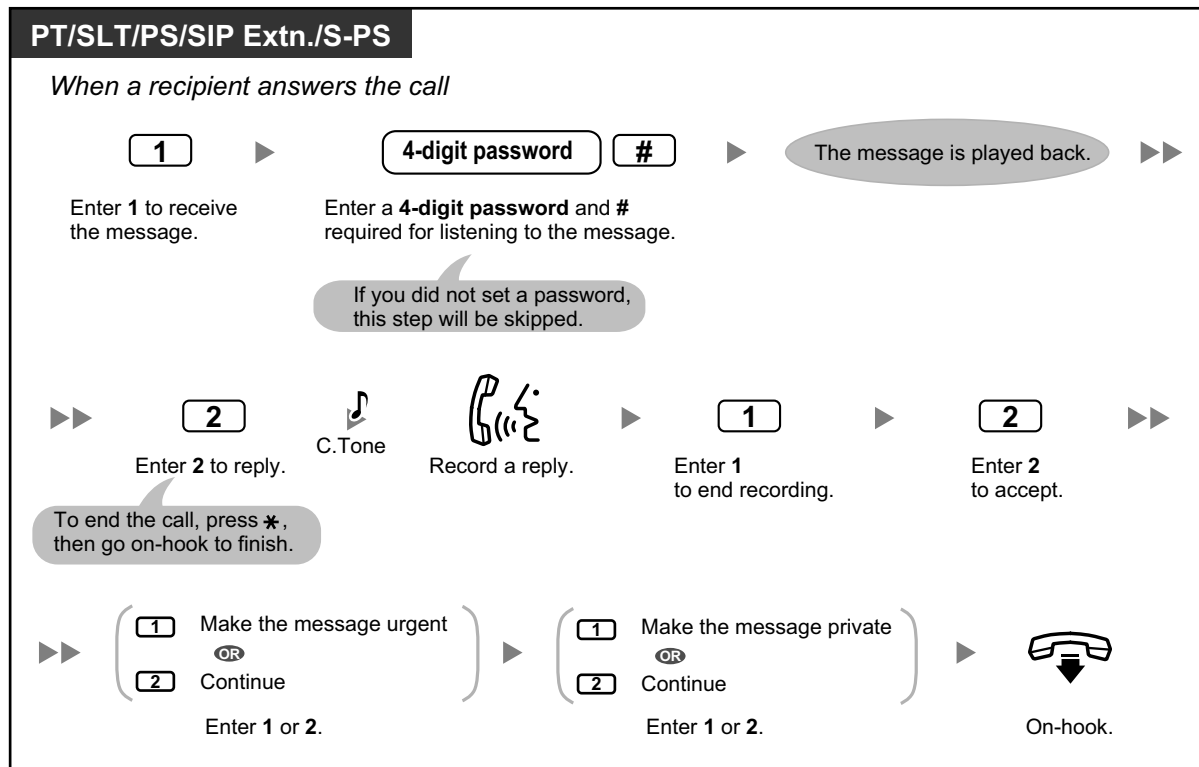 PT/SLT/PS/SIP Extn./S-PS
When a recipient answers the call
1
4-digit password #
The message is played back.
Enter 1 to receive
the message.
Enter a 4-digit password and #
required for listening to the message.
If you did not set a password,
this step will be skipped.
2
C.Tone
1
2
Enter 2 to reply.
Record a reply.
Enter 1
to end recording.
Enter 2
to accept.
To end the call, press *,
then go on-hook to finish.
1 Make the message urgent
OR
2 Continue
Enter 1 or 2.
1 Make the message private
OR
2 Continue
Enter 1 or 2.
On-hook.